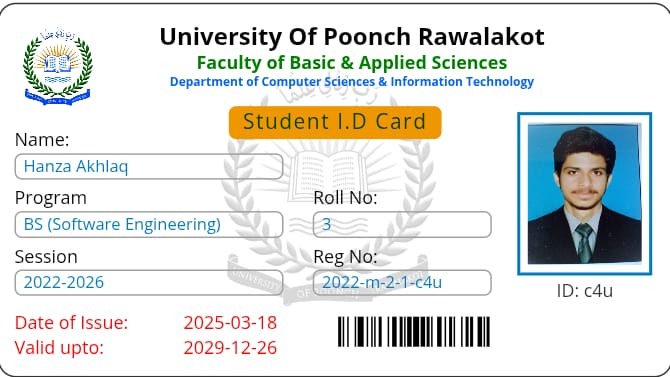 University Of Poonch Rawalakot
Faculty of Basic & Applied Sciences
Department of Computer Sciences & Information Technology
Student I.D Card
Name:
Hanza Akhlaq
Program
BS (Software Engineering)
Roll No:
3
Session
2022-2026
Reg No:
2022-m-2-1-c4u
ID: c4u
Date of Issue: 2025-03-18
Valid upto: 2029-12-26